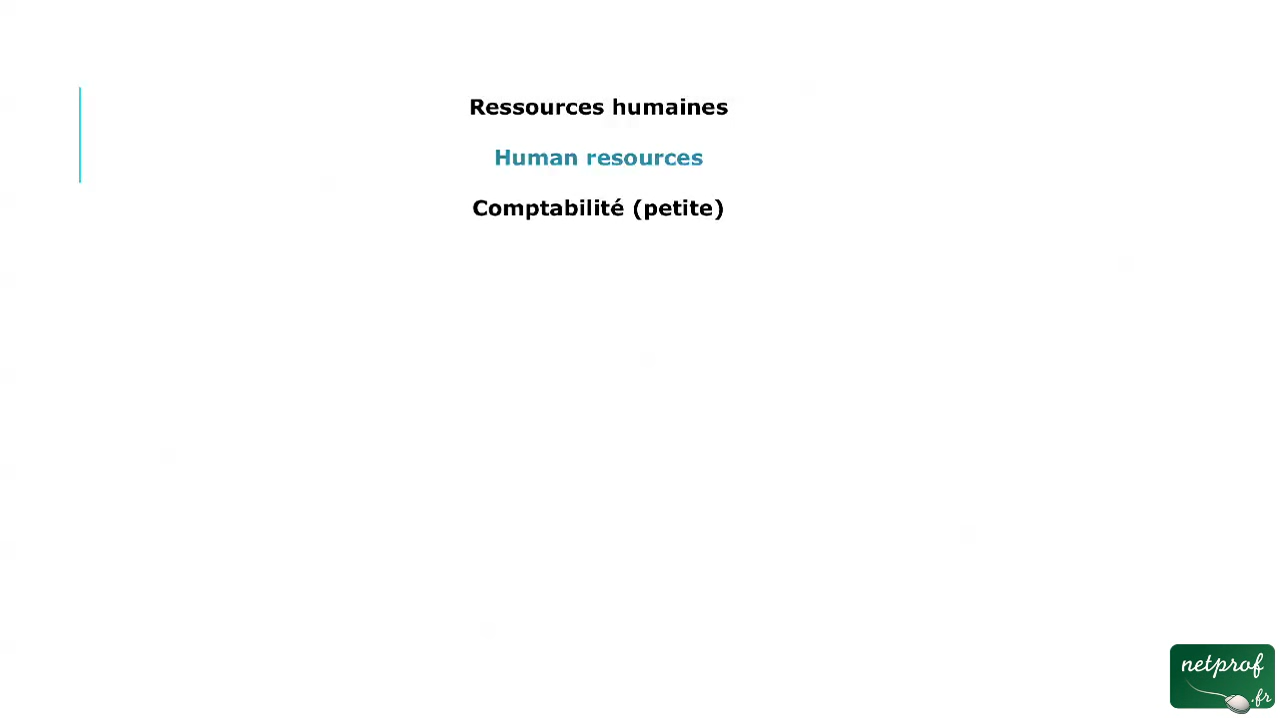 Ressources humaines
Human resources
Comptabilité (petite)
netprof
.fr